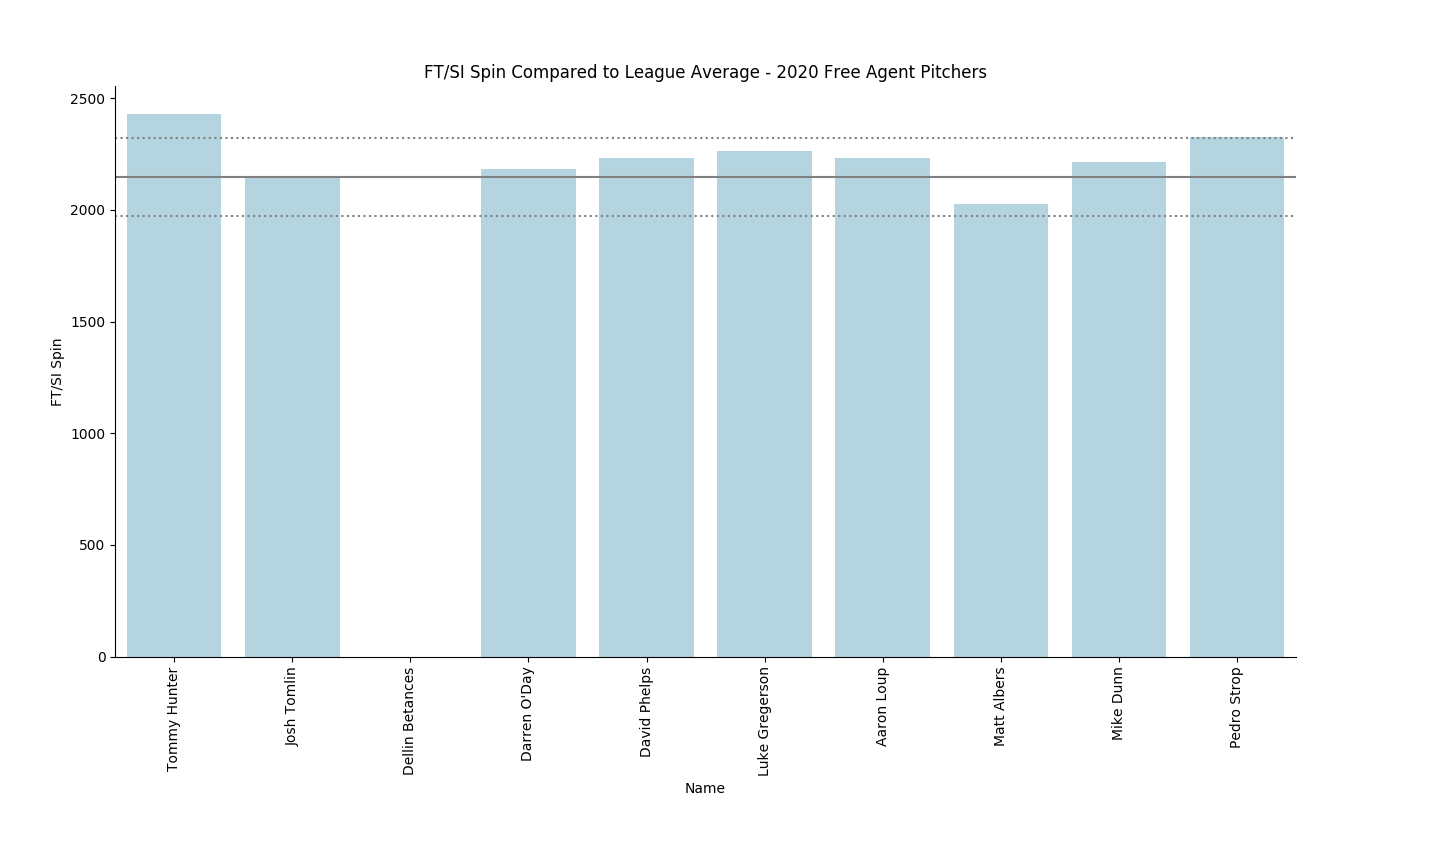 FT/SI Spin Compared to League Average - 2020 Free Agent Pitchers
2500
2000
1500
1000
500
0
FT/SI Spin
Tommy Hunter
Josh Tomlin
Dellin Betances
Darren O'Day
David Phelps
Luke Gregerson
Aaron Loup
Matt Albers
Mike Dunn
Pedro Strop
Name